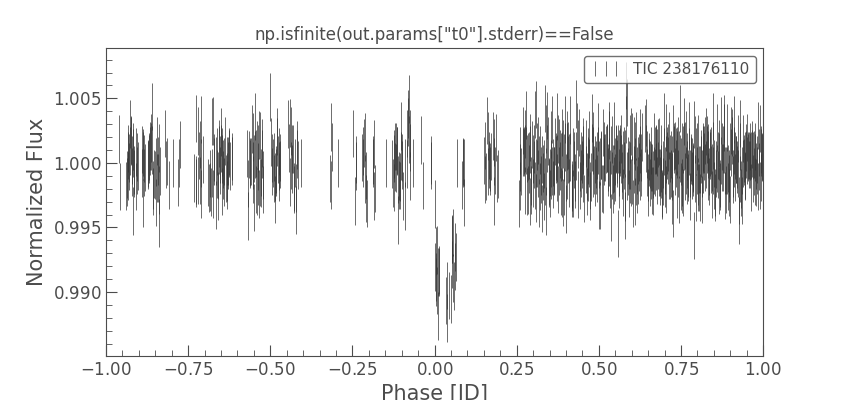 np.isfinite(out.params["t0"].stderr)==False
TIC 238176110
Normalized Flux
1.005
1.000
0.995
0.990
−1.00 −0.75 −0.50 −0.25 0.00 0.25 0.50 0.75 1.00
Phase [JD]